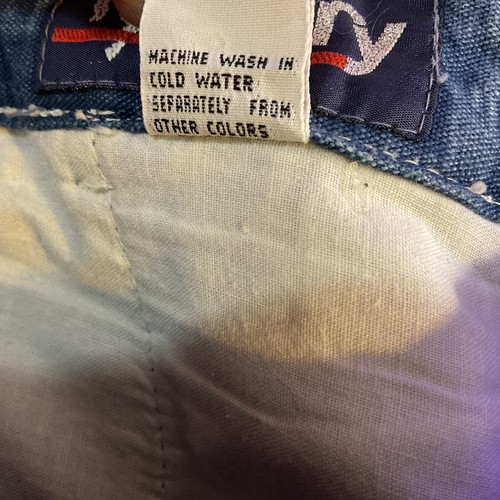 MACHINE WASH IN
COLD WATER
SEPARATELY FROM
OTHER COLORS